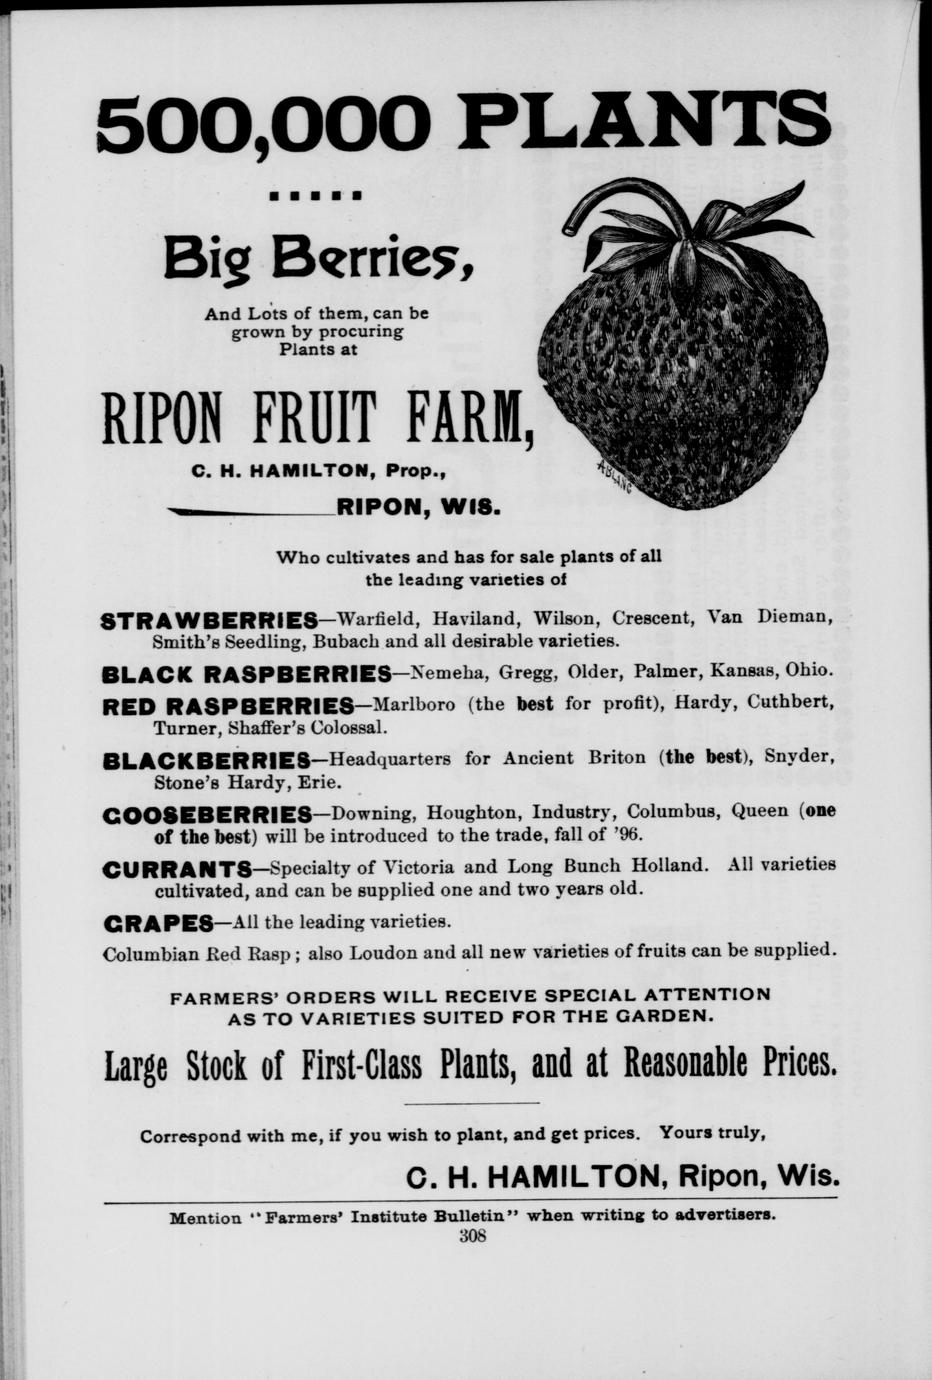 500,000 PLANTS
Big Berries,
And Lots of them, can be
grown by procuring
Plants at
RIPON FRUIT FARM,
C. H. HAMILTON, Prop.,
RIPON, WIS.
A BLANC
Who cultivates and has for sale plants of all
the leading varieties of
STRAWBERRIES—Warfield, Haviland, Wilson, Crescent, Van Dieman,
Smith's Seedling, Bubach and all desirable varieties.
BLACK RASPBERRIES—Nemeha, Gregg, Older, Palmer, Kansas, Ohio.
RED RASPBERRIES—Marlboro (the best for profit), Hardy, Cuthbert,
Turner, Shaffer's Colossal.
BLACKBERRIES—Headquarters for Ancient Briton (the best), Snyder,
Stone's Hardy, Erie.
GOOSEBERRIES—Downing, Houghton, Industry, Columbus, Queen (one
of the best) will be introduced to the trade, fall of '96.
CURRANTS—Specialty of Victoria and Long Bunch Holland. All varieties
cultivated, and can be supplied one and two years old.
GRAPES—All the leading varieties.
Columbian Red Rasp; also Loudon and all new varieties of fruits can be supplied.
FARMERS' ORDERS WILL RECEIVE SPECIAL ATTENTION
AS TO VARIETIES SUITED FOR THE GARDEN.
Large Stock of First-Class Plants, and at Reasonable Prices.
Correspond with me, if you wish to plant, and get prices. Yours truly,
C. H. HAMILTON, Ripon, Wis.
Mention "Farmers' Institute Bulletin" when writing to advertisers.
308